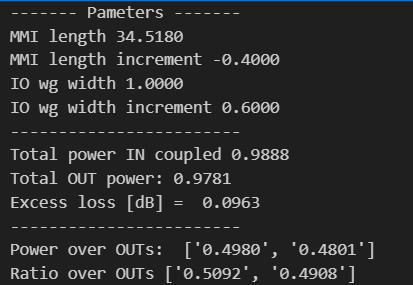 ------- Pameters -------
MMI length 34.5180
MMI length increment -0.4000
IO wg width 1.0000
IO wg width increment 0.6000
------------------------
Total power IN coupled 0.9888
Total OUT power: 0.9781
Excess loss [dB] =  0.0963
------------------------
Power over OUTs:  ['0.4980', '0.4801']
Ratio over OUTs ['0.5092', '0.4908']